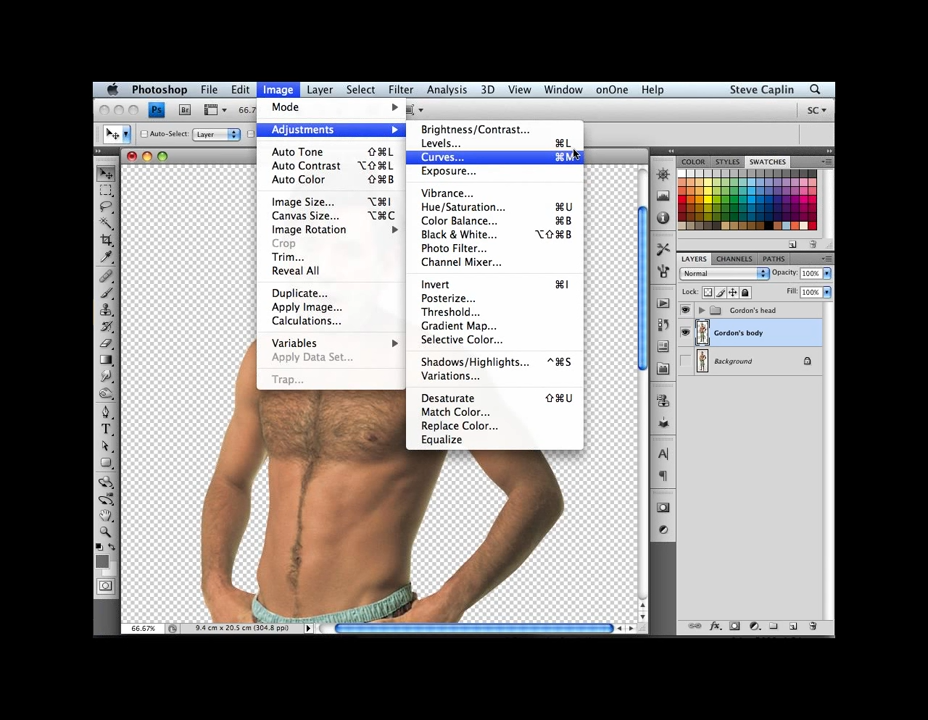 Photoshop File Edit Image Layer Select Filter Analysis 3D View Window onOne Help Steve Caplin
Ps Br 66.7 SC
Auto-Select: Layer
Mode
Adjustments
Auto Tone ⇧⌘L
Auto Contrast ⌥⇧⌘L
Auto Color ⇧⌘B
Image Size... ⌥⌘I
Canvas Size... ⌥⌘C
Image Rotation
Crop
Trim...
Reveal All
Duplicate...
Apply Image...
Calculations...
Variables
Apply Data Set...
Trap...
Brightness/Contrast...
Levels... ⌘L
Curves... ⌘M
Exposure...
Vibrance...
Hue/Saturation... ⌘U
Color Balance... ⌘B
Black & White... ⌥⇧⌘B
Photo Filter...
Channel Mixer...
Invert ⌘I
Posterize...
Threshold...
Gradient Map...
Selective Color...
Shadows/Highlights... ^⌘S
Variations...
Desaturate ⇧⌘U
Match Color...
Replace Color...
Equalize
COLOR STYLES SWATCHES
LAYERS CHANNELS PATHS
Normal Opacity: 100%
Lock: Fill: 100%
Gordon's head
Gordon's body
Background
66.67% 9.4 cm x 20.5 cm (304.8 ppi)